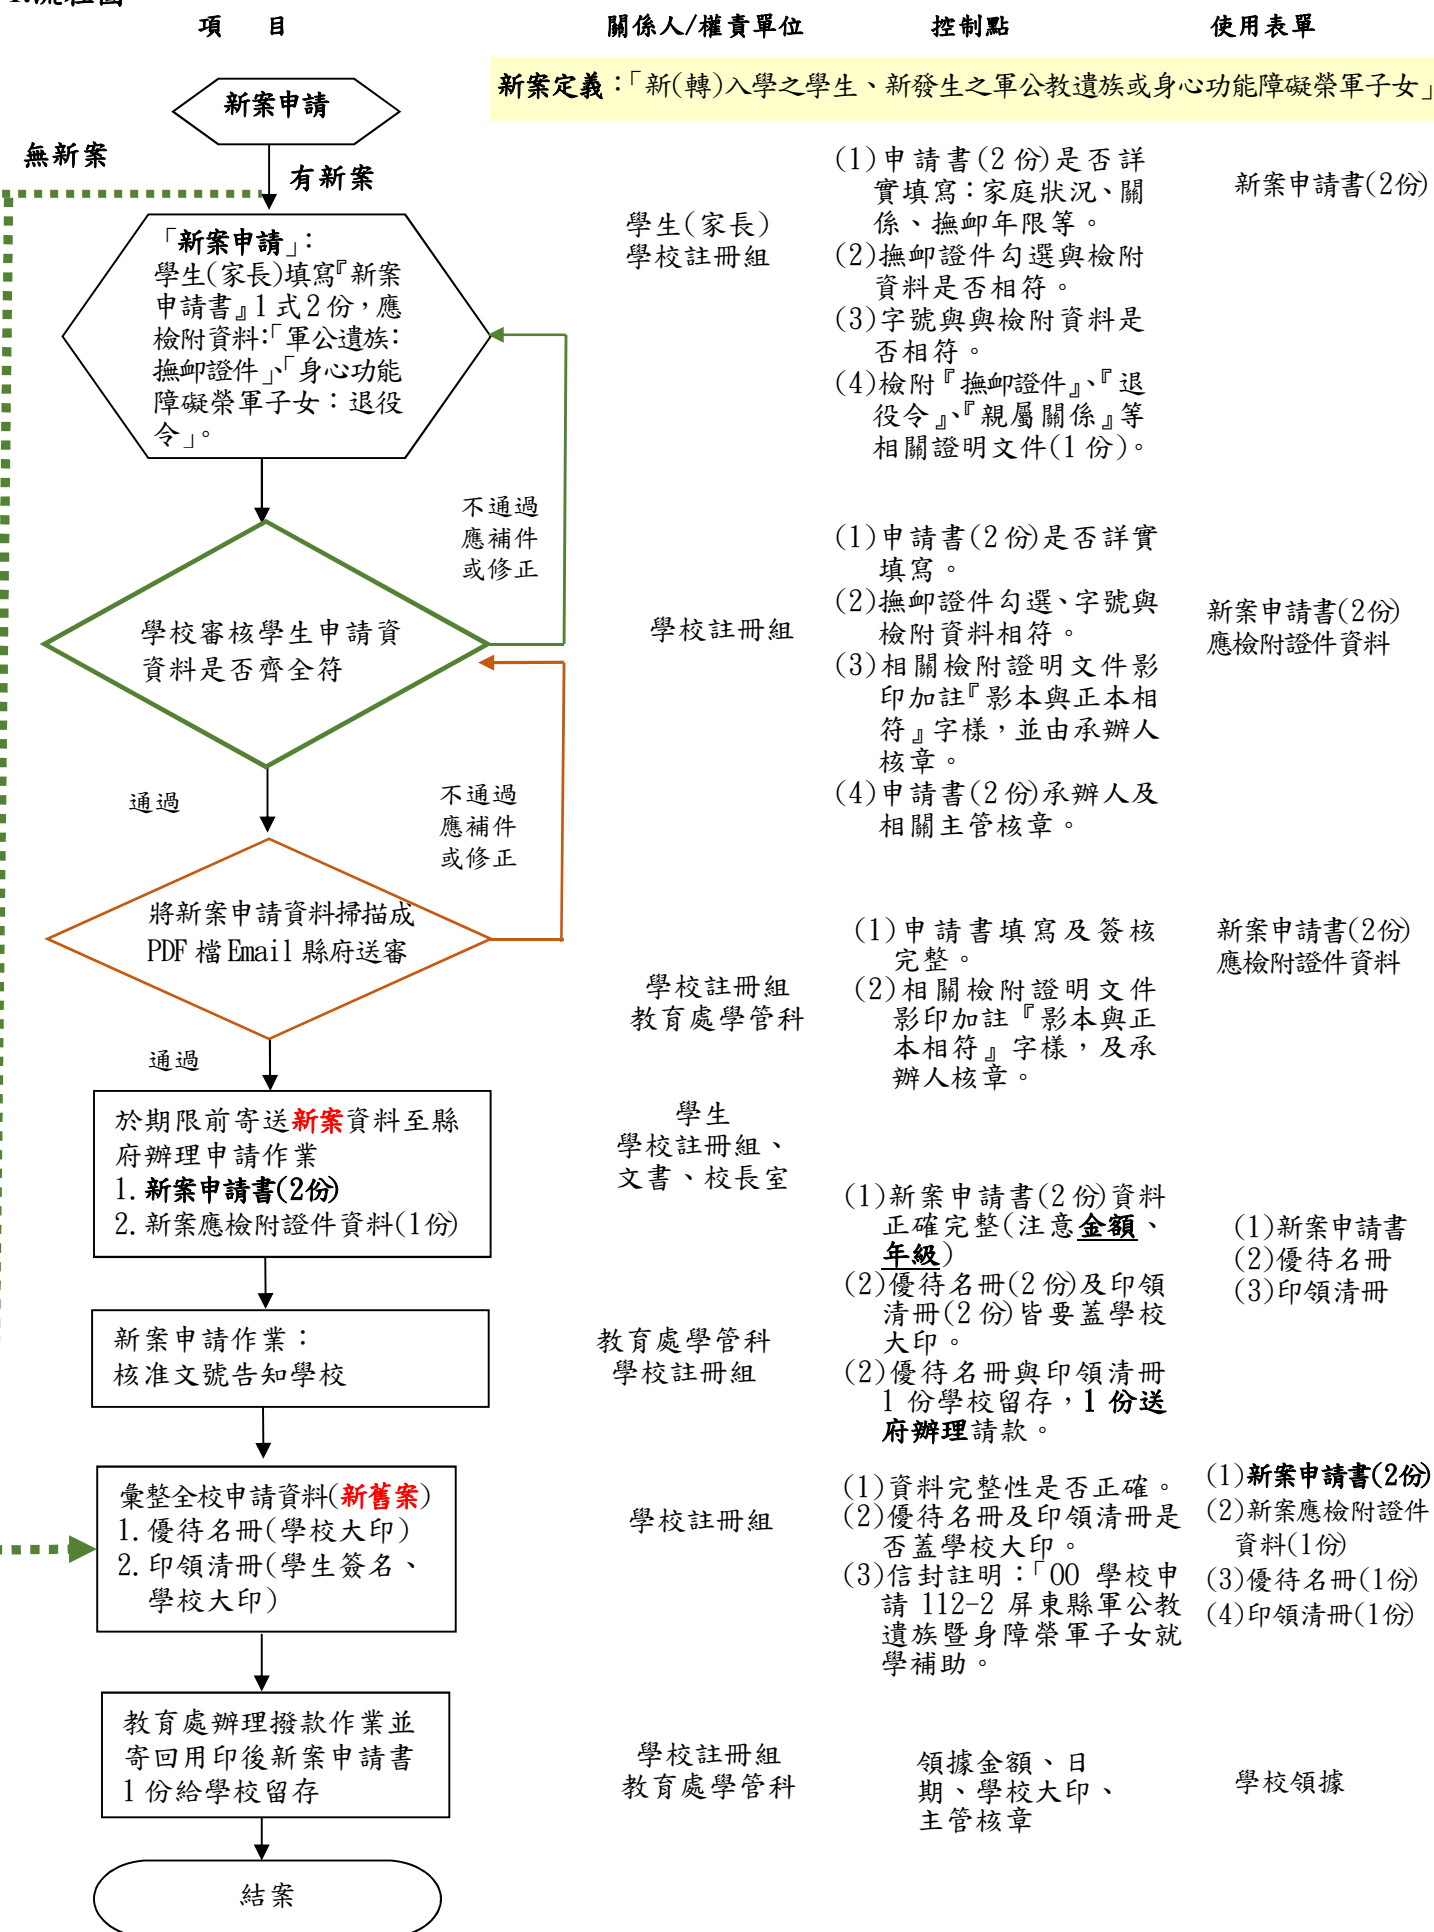 1.流程圖
項 目 關係人/權責單位 控制點 使用表單
新案定義：「新(轉)入學之學生、新發生之軍公教遺族或身心功能障礙榮軍子女」
新案申請
無新案
有新案
「新案申請」：
學生(家長)填寫『新案
申請書』1式2份，應
檢附資料：「軍公遺族：
撫卹證件」、「身心功能
障礙榮軍子女：退役
令」。
學生(家長)
學校註冊組
(1)申請書(2份)是否詳
實填寫：家庭狀況、關
係、撫卹年限等。
(2)撫卹證件勾選與檢附
資料是否相符。
(3)字號與與檢附資料是
否相符。
(4)檢附『撫卹證件』、『退
役令』、『親屬關係』等
相關證明文件(1份)。
新案申請書(2份)
不通過
應補件
或修正
學校審核學生申請資
資料是否齊全符
學校註冊組
(1)申請書(2份)是否詳實
填寫。
(2)撫卹證件勾選、字號與
檢附資料相符。
(3)相關檢附證明文件影
印加註『影本與正本相
符』字樣，並由承辦人
核章。
(4)申請書(2份)承辦人及
相關主管核章。
新案申請書(2份)
應檢附證件資料
通過
不通過
應補件
或修正
將新案申請資料掃描成
PDF檔Email縣府送審
學校註冊組
教育處學管科
(1)申請書填寫及簽核
完整。
(2)相關檢附證明文件
影印加註『影本與正
本相符』字樣，及承
辦人核章。
新案申請書(2份)
應檢附證件資料
通過
於期限前寄送新案資料至縣
府辦理申請作業
1.新案申請書(2份)
2.新案應檢附證件資料(1份)
學生
學校註冊組、
文書、校長室
(1)新案申請書(2份)資料
正確完整(注意金額、
年級)
(2)優待名冊(2份)及印領
清冊(2份)皆要蓋學校
大印。
(2)優待名冊與印領清冊
1份學校留存，1份送
府辦理請款。
(1)新案申請書
(2)優待名冊
(3)印領清冊
新案申請作業：
核准文號告知學校
教育處學管科
學校註冊組
彙整全校申請資料(新舊案)
1.優待名冊(學校大印)
2.印領清冊(學生簽名、
學校大印)
學校註冊組
(1)資料完整性是否正確。
(2)優待名冊及印領清冊是
否蓋學校大印。
(3)信封註明：「00 學校申
請 112-2 屏東縣軍公教
遺族暨身障榮軍子女就
學補助。
(1)新案申請書(2份)
(2)新案應檢附證件
資料(1份)
(3)優待名冊(1份)
(4)印領清冊(1份)
教育處辦理撥款作業並
寄回用印後新案申請書
1份給學校留存
學校註冊組
教育處學管科
領據金額、日
期、學校大印、
主管核章
學校領據
結案